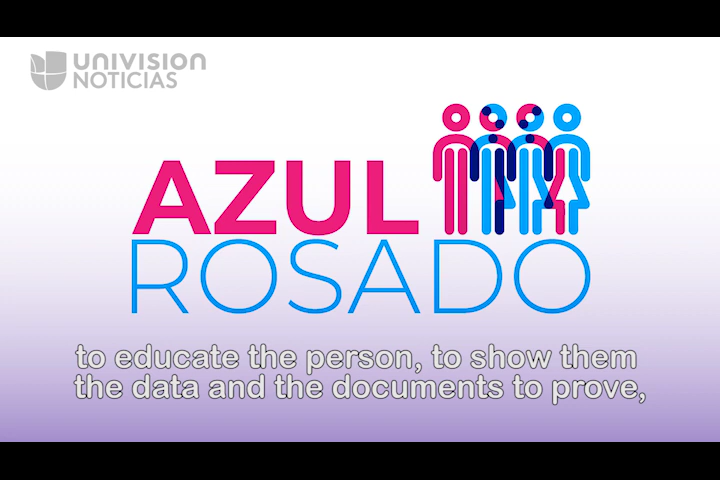 UNIVISION
NOTICIAS
AZUL
ROSADO
to educate the person, to show them
the data and the documents to prove,